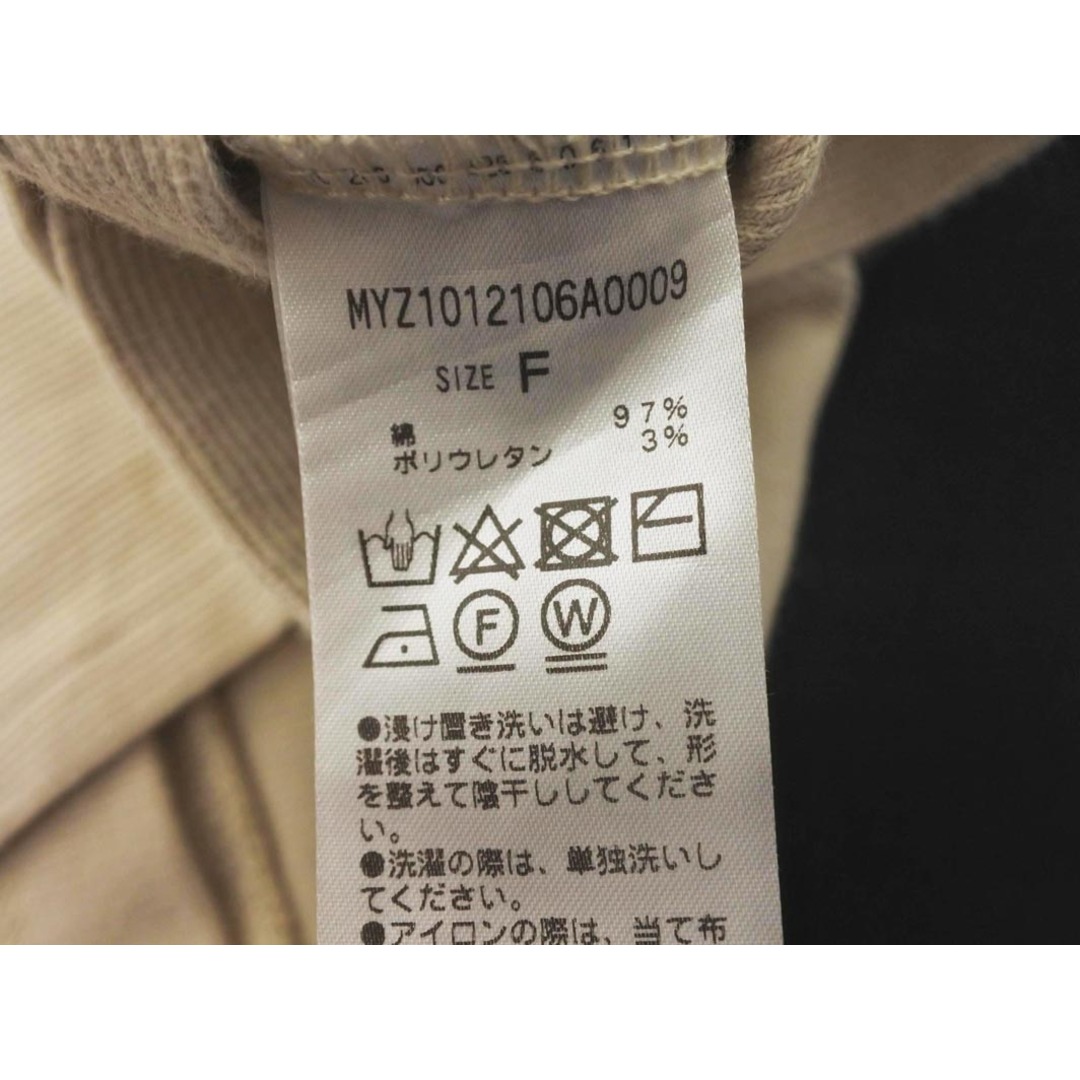 MYZ1012106A0009
SIZE F
綿 97%
ポリウレタン 3%
F W
●浸け置き洗いは避け、洗
濯後はすぐに脱水して、形
を整えて陰干ししてくださ
い。
●洗濯の際は、単独洗いし
てください。
●アイロンの際は、当て布